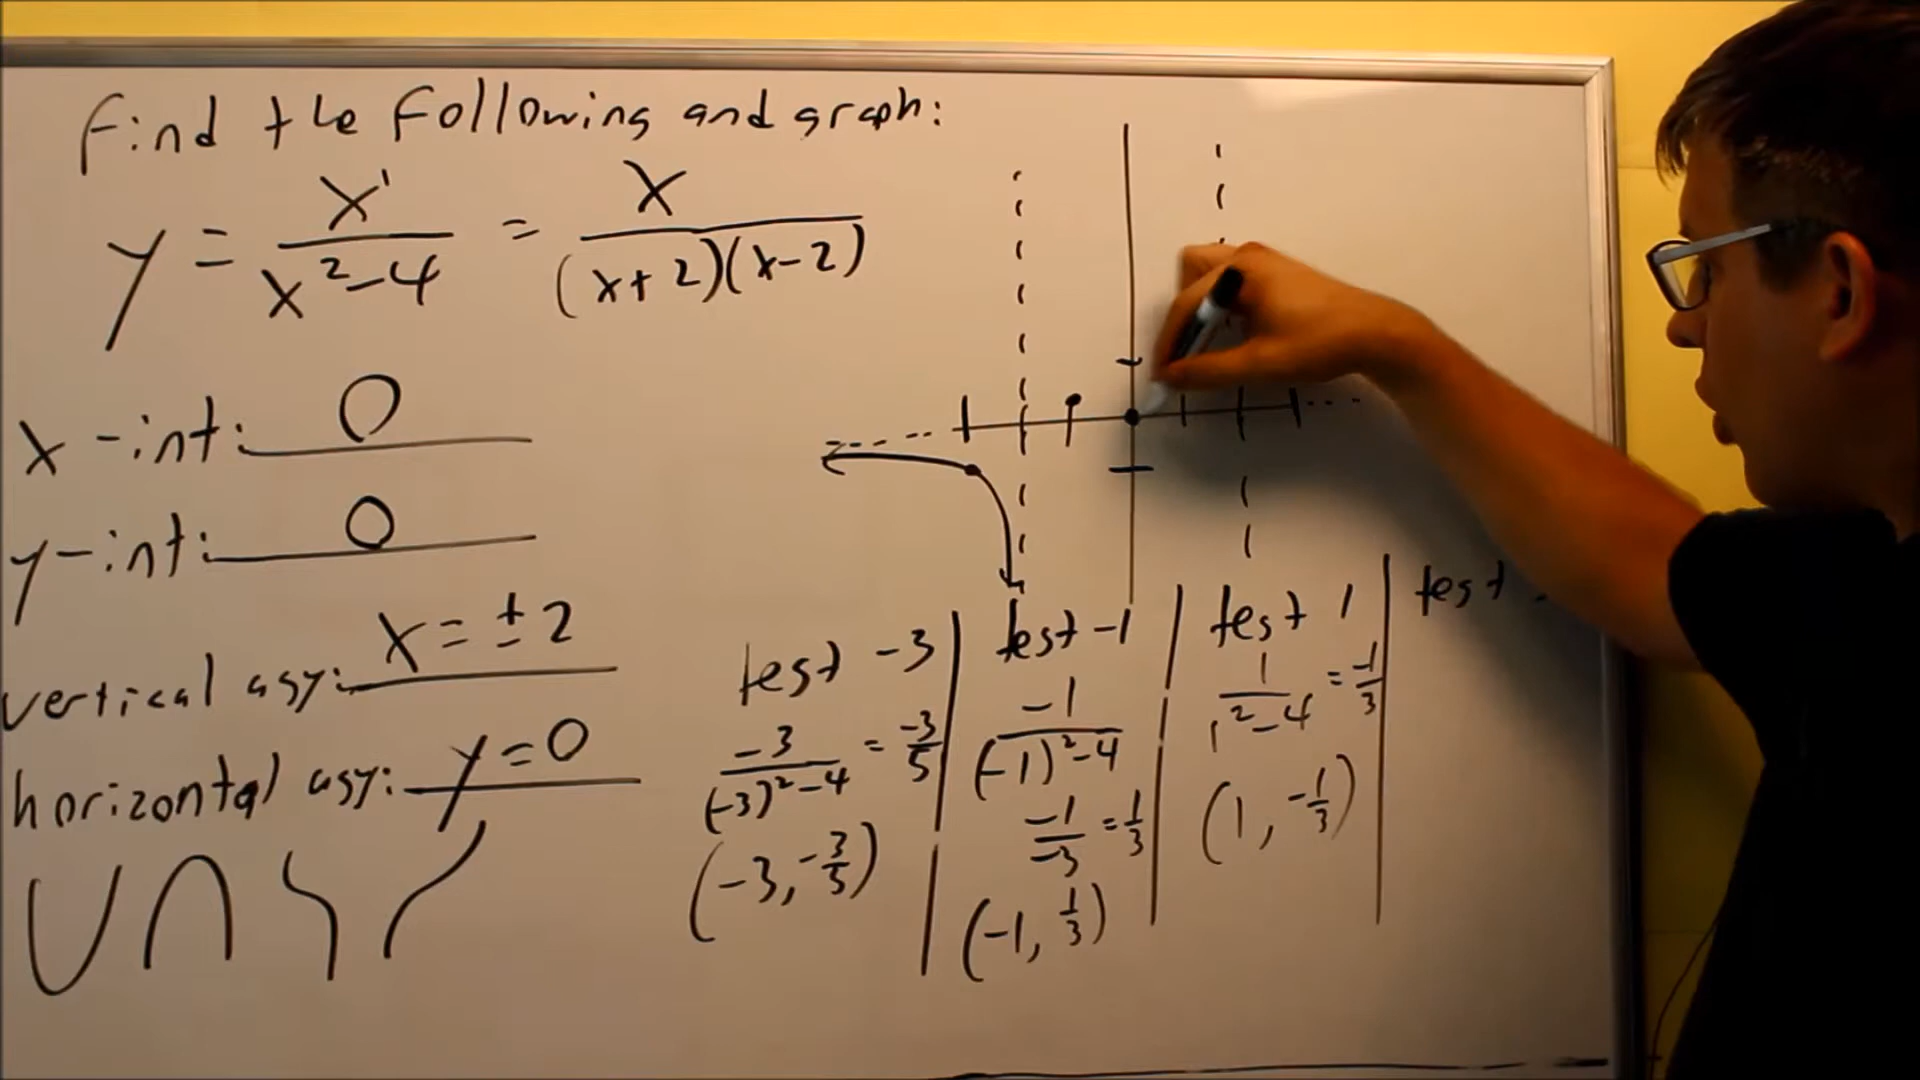 find the following and graph:
y = x¹/(x²-4) = x/((x+2)(x-2))
x-int: 0
y-int: 0
vertical asy: x = ±2
horizontal asy: y = 0
test -3
-3/((-3)²-4) = -3/5
(-3, -3/5)
test -1
-1/((-1)²-4)
-1/-3 = 1/3
(-1, 1/3)
test 1
1/(1²-4) = -1/3
(1, -1/3)
test